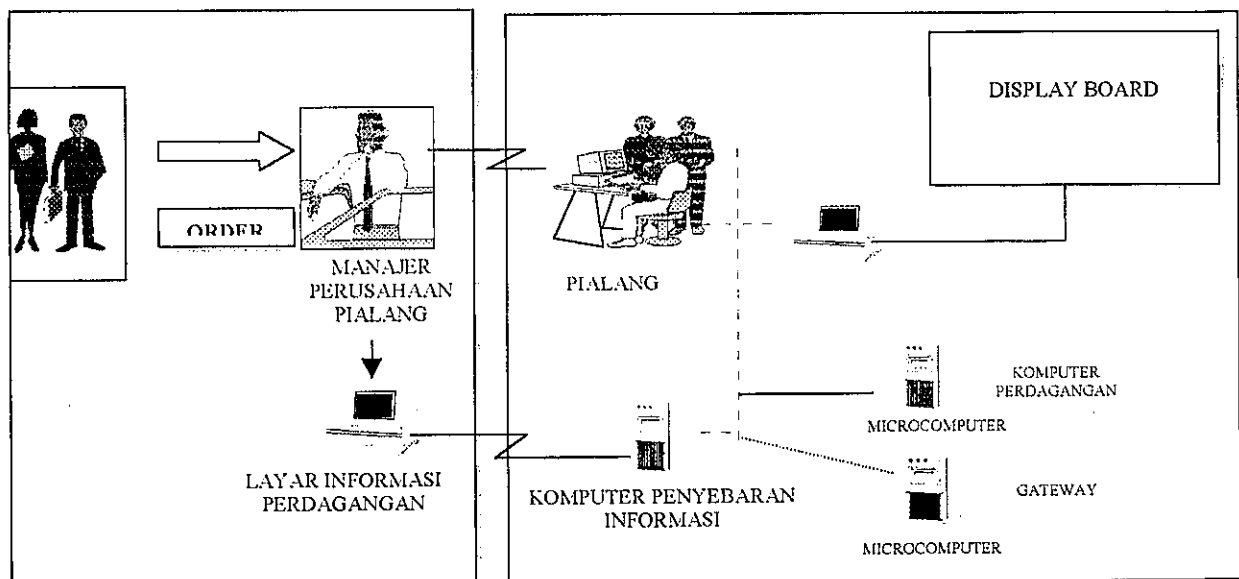 DISPLAY BOARD
ORDER
MANAJER
PERUSAHAAN
PIALANG
PIALANG
KOMPUTER
PERDAGANGAN
MICROCOMPUTER
LAYAR INFORMASI
PERDAGANGAN
KOMPUTER PENYEBARAN
INFORMASI
GATEWAY
MICROCOMPUTER